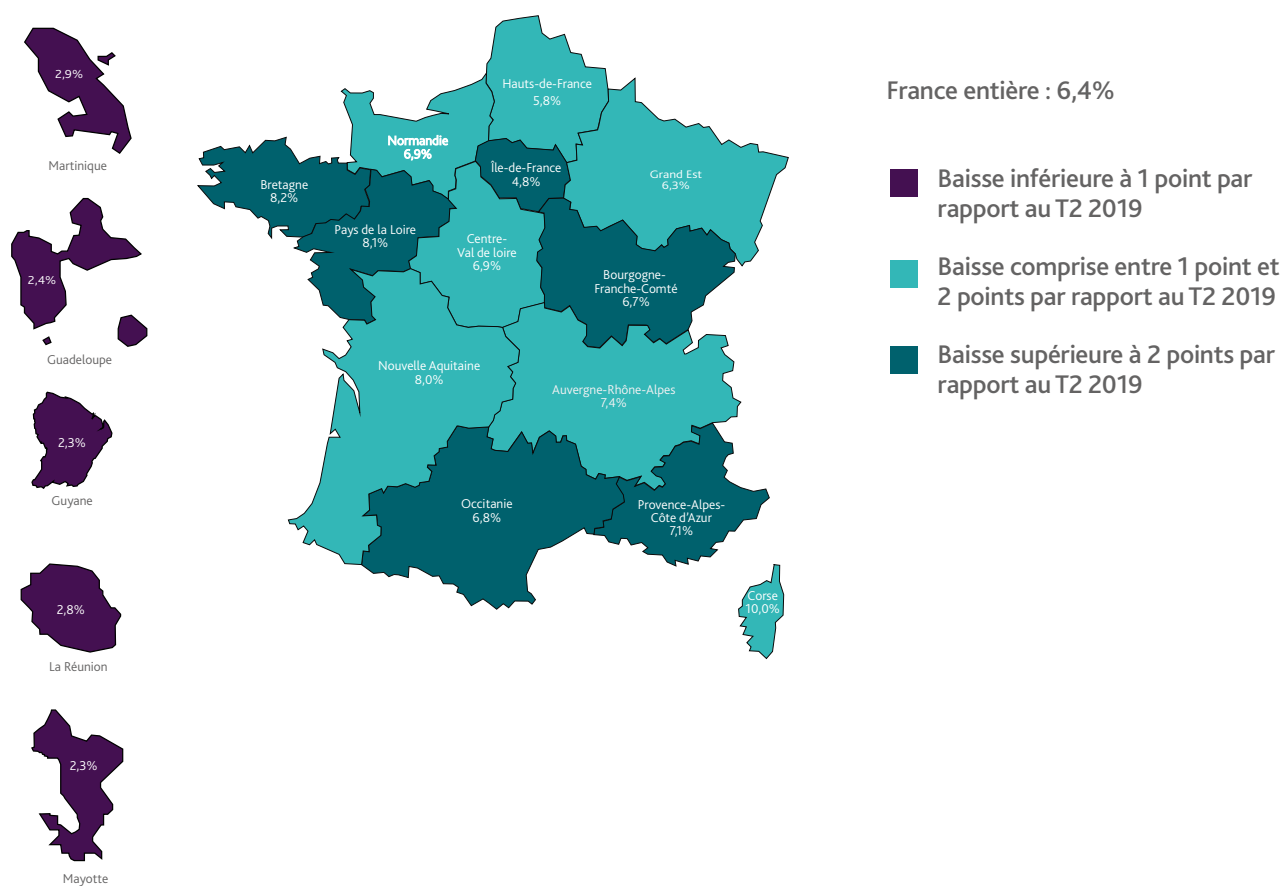 2,9%
Martinique
2,4%
Guadeloupe
2,3%
Guyane
2,8%
La Réunion
2,3%
Mayotte
Hauts-de-France
5,8%
Normandie
6,9%
Île-de-France
4,8%
Grand Est
6,3%
Bretagne
8,2%
Pays de la Loire
8,1%
Centre-
Val de loire
6,9%
Bourgogne-
Franche-Comté
6,7%
Nouvelle Aquitaine
8,0%
Auvergne-Rhône-Alpes
7,4%
Occitanie
6,8%
Provence-Alpes-
Côte d'Azur
7,1%
Corse
10,0%
France entière : 6,4%
Baisse inférieure à 1 point par
rapport au T2 2019
Baisse comprise entre 1 point et
2 points par rapport au T2 2019
Baisse supérieure à 2 points par
rapport au T2 2019